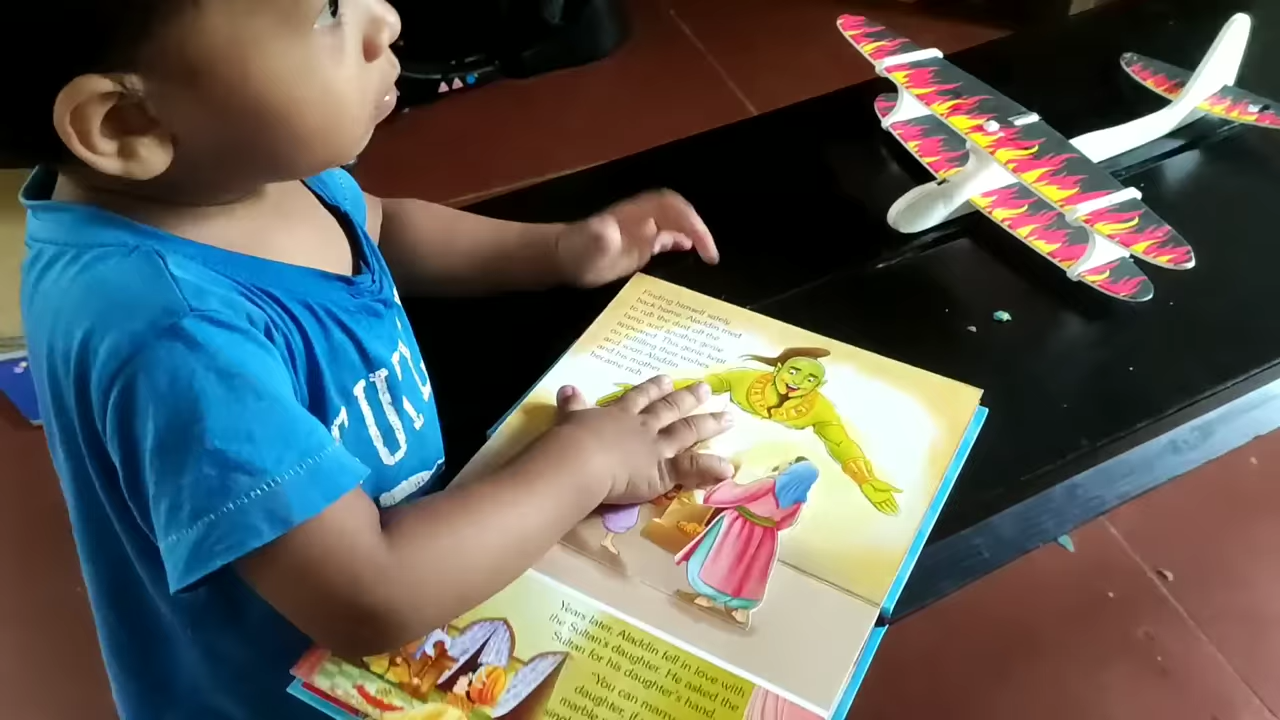 Finding himself safely
back home, Aladdin tried
to rub the dust off the
lamp and another genie
appeared. This genie kept
on fulfilling their wishes
and soon Aladdin
and his mother
became rich.
Years later, Aladdin fell in love with
the Sultan's daughter. He asked the
Sultan for his daughter's hand.
"You can marry
daughter, if
marble